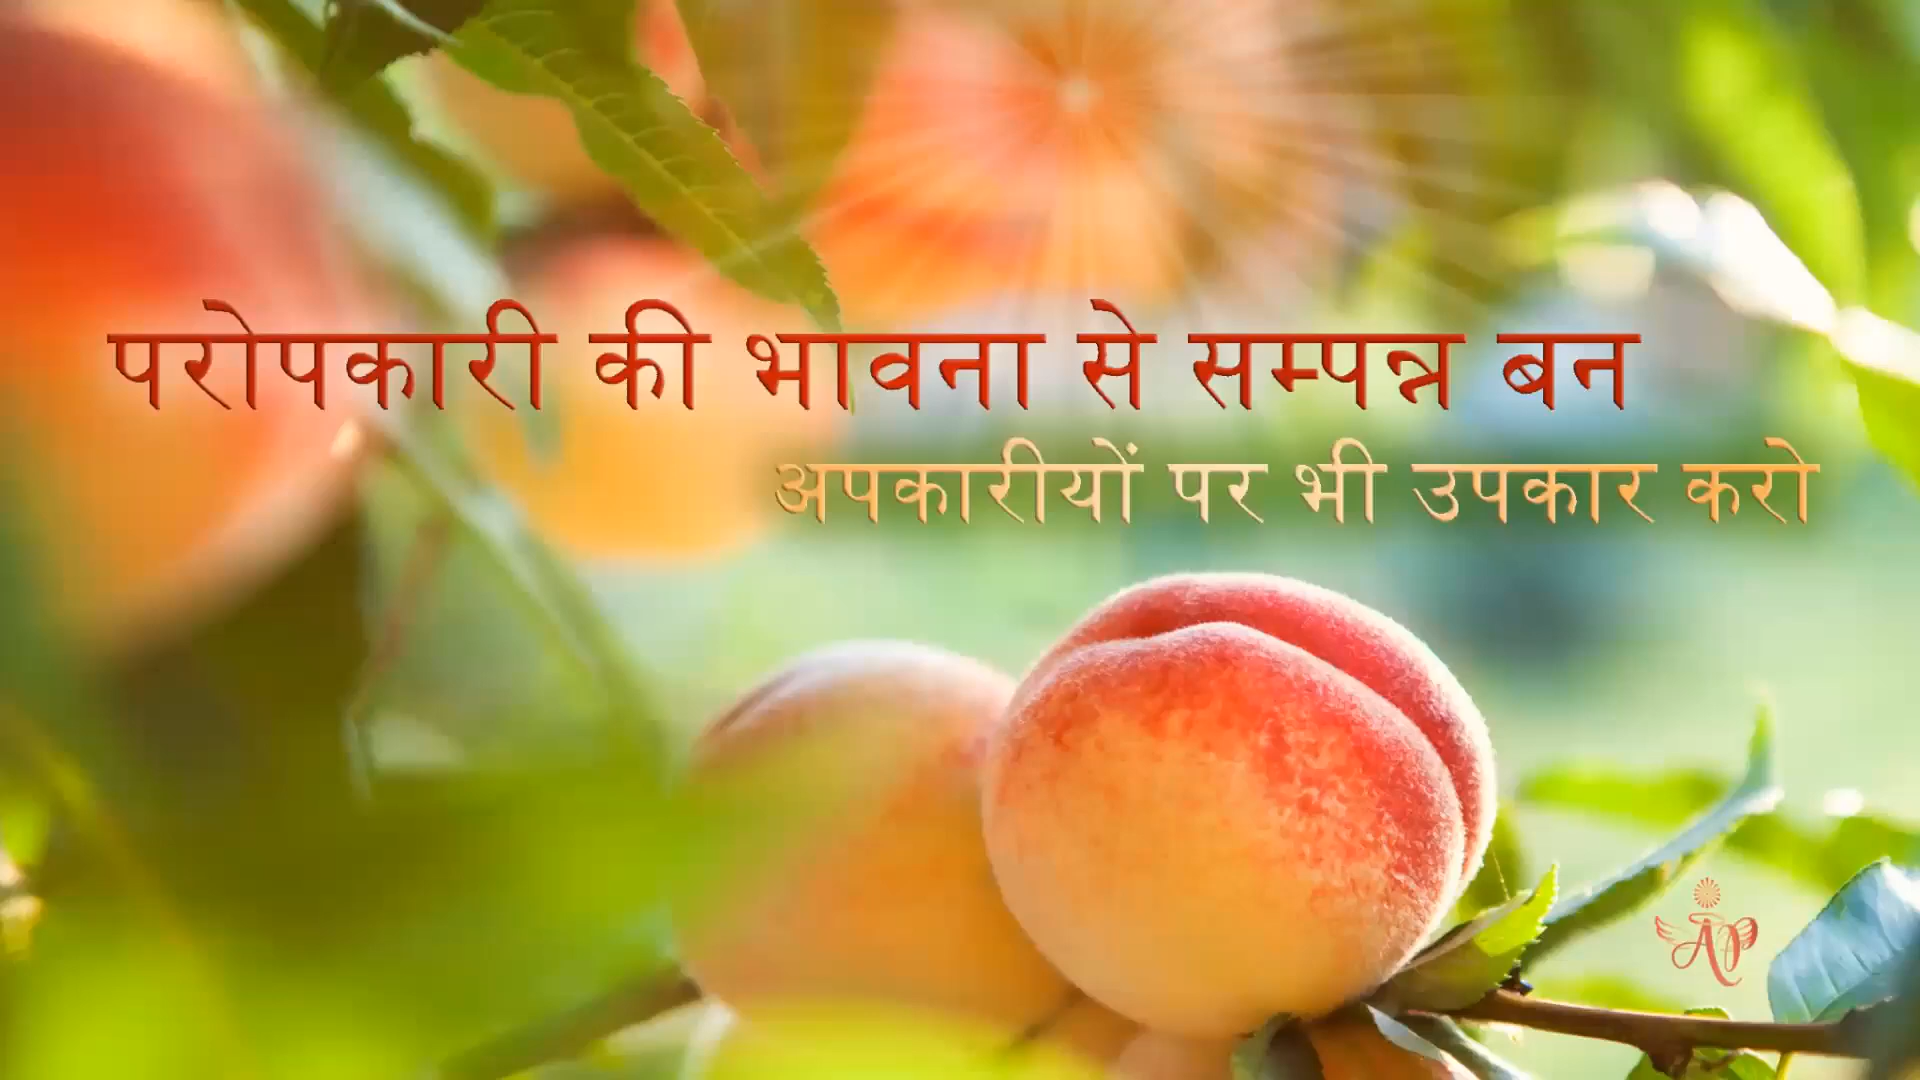 परोपकारी की भावना से सम्पन्न बन
अपकारीयों पर भी उपकार करो